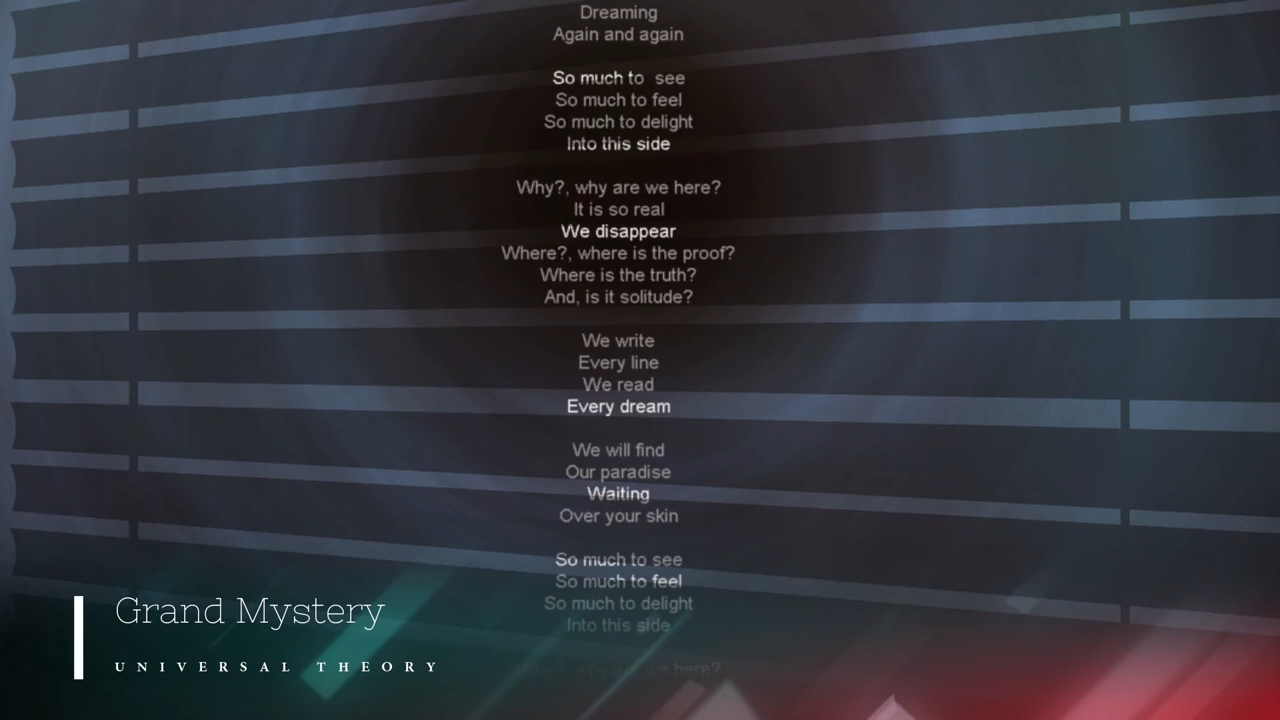 Dreaming
Again and again
So much to see
So much to feel
So much to delight
Into this side
Why?, why are we here?
It is so real
We disappear
Where?, where is the proof?
Where is the truth?
And, is it solitude?
We write
Every line
We read
Every dream
We will find
Our paradise
Waiting
Over your skin
So much to see
So much to feel
So much to delight
Into this side
here?
Grand Mystery
UNIVERSAL THEORY